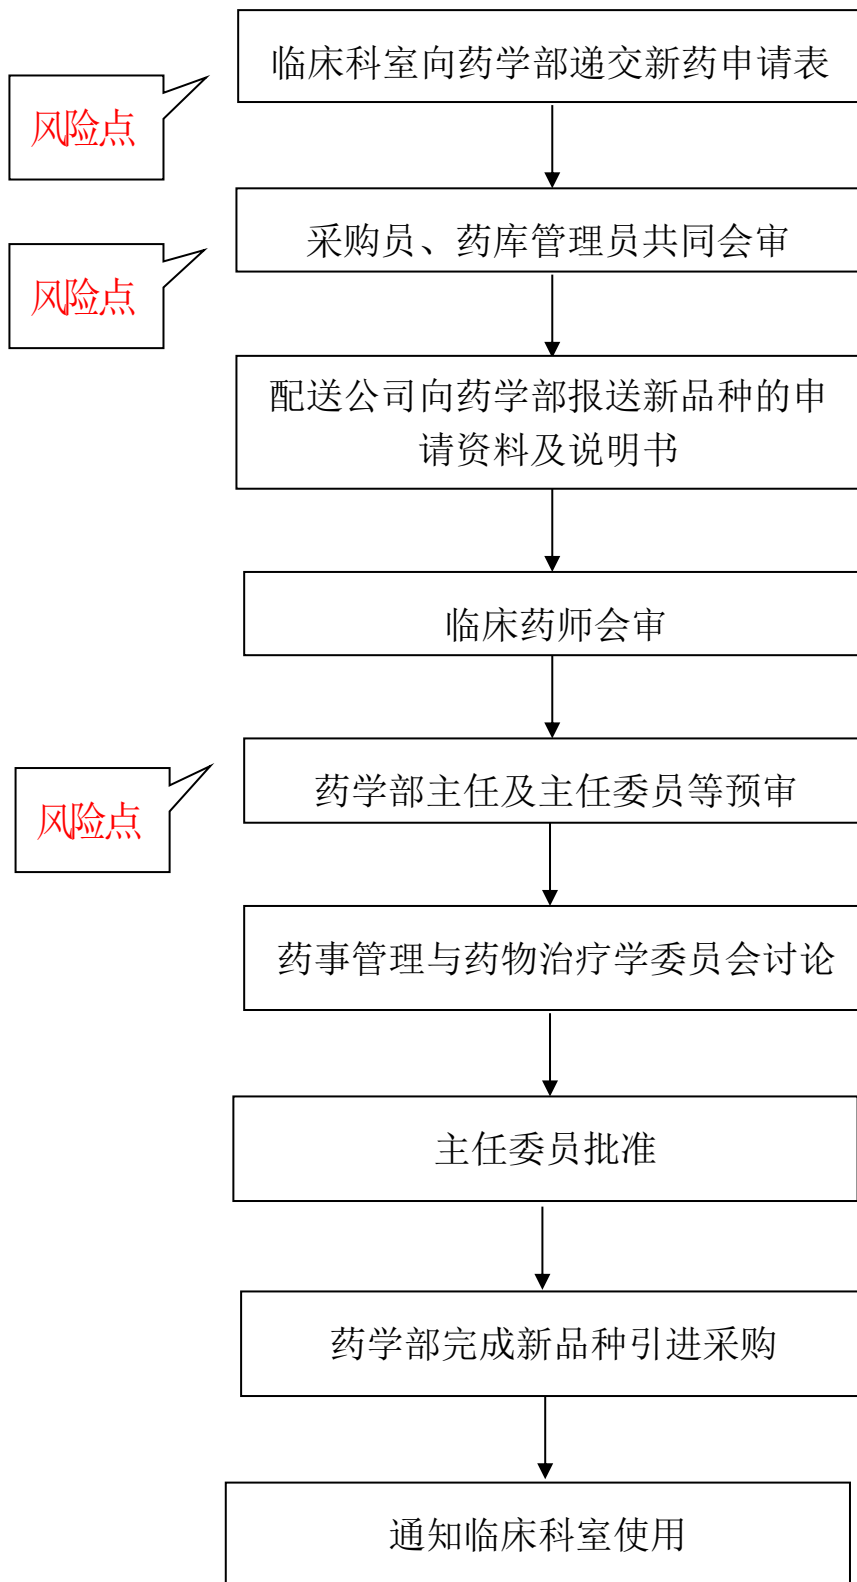 临床科室向药学部递交新药申请表
风险点
采购员、药库管理员共同会审
风险点
配送公司向药学部报送新品种的申
请资料及说明书
临床药师会审
药学部主任及主任委员等预审
风险点
药事管理与药物治疗学委员会讨论
主任委员批准
药学部完成新品种引进采购
通知临床科室使用